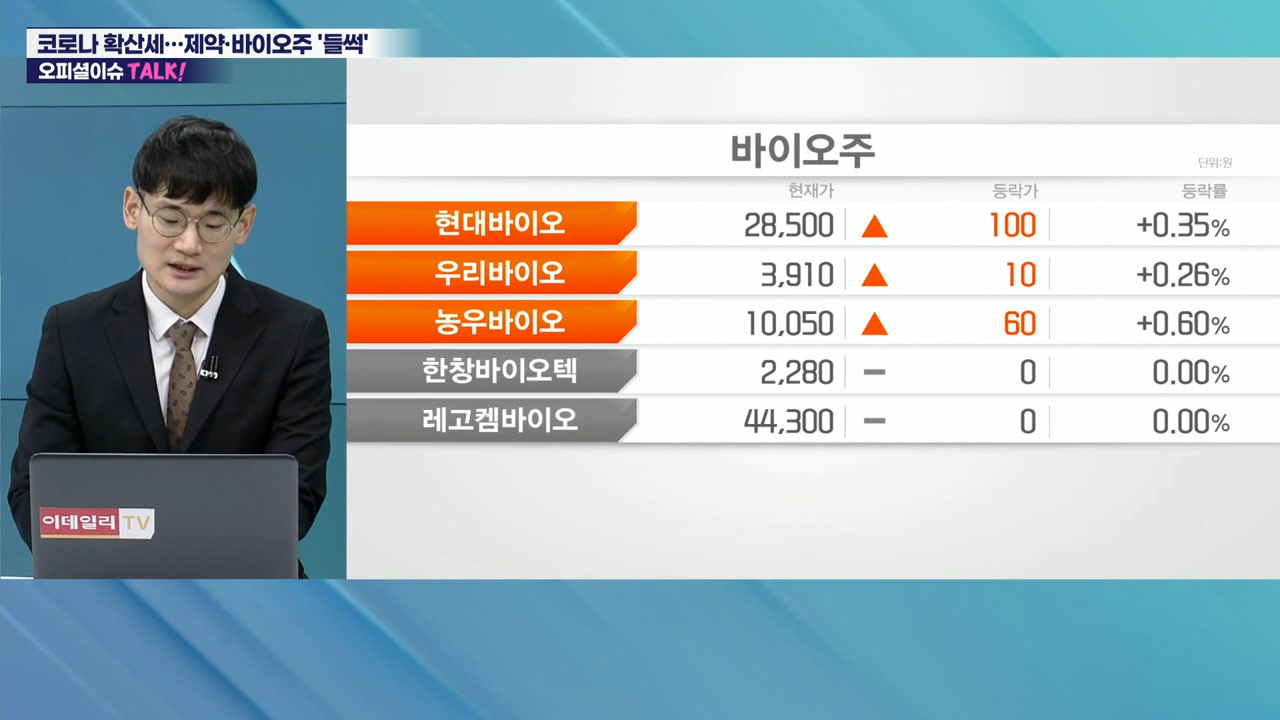 코로나 확산세…제약·바이오주 '들썩'
오피셜이슈 TALK!
바이오주
단위:원
현재가 등락가 등락률
현대바이오 28,500 ▲ 100 +0.35%
우리바이오 3,910 ▲ 10 +0.26%
농우바이오 10,050 ▲ 60 +0.60%
한창바이오텍 2,280 - 0 0.00%
레고켐바이오 44,300 - 0 0.00%
이데일리 TV